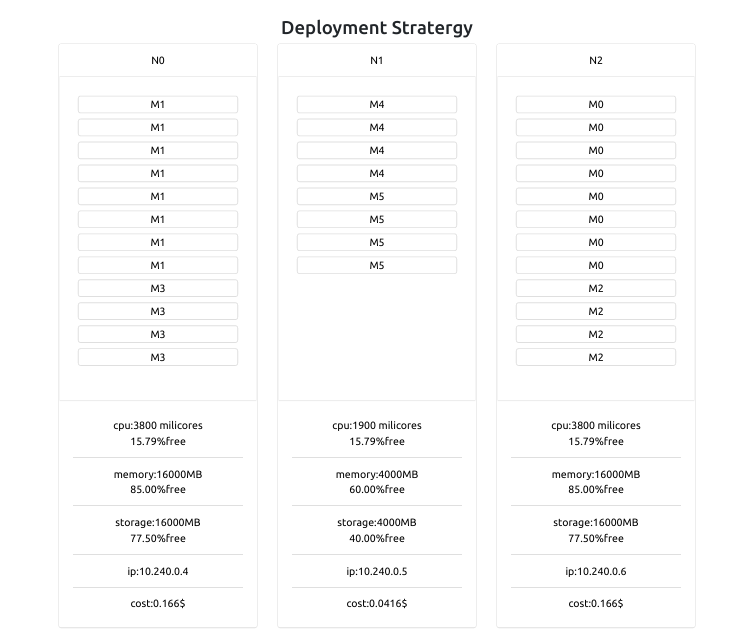 Deployment Stratergy
N0
M1
M1
M1
M1
M1
M1
M1
M1
M3
M3
M3
M3
cpu:3800 milicores
15.79%free
memory:16000MB
85.00%free
storage:16000MB
77.50%free
ip:10.240.0.4
cost:0.166$
N1
M4
M4
M4
M4
M5
M5
M5
M5
cpu:1900 milicores
15.79%free
memory:4000MB
60.00%free
storage:4000MB
40.00%free
ip:10.240.0.5
cost:0.0416$
N2
M0
M0
M0
M0
M0
M0
M0
M0
M2
M2
M2
M2
cpu:3800 milicores
15.79%free
memory:16000MB
85.00%free
storage:16000MB
77.50%free
ip:10.240.0.6
cost:0.166$